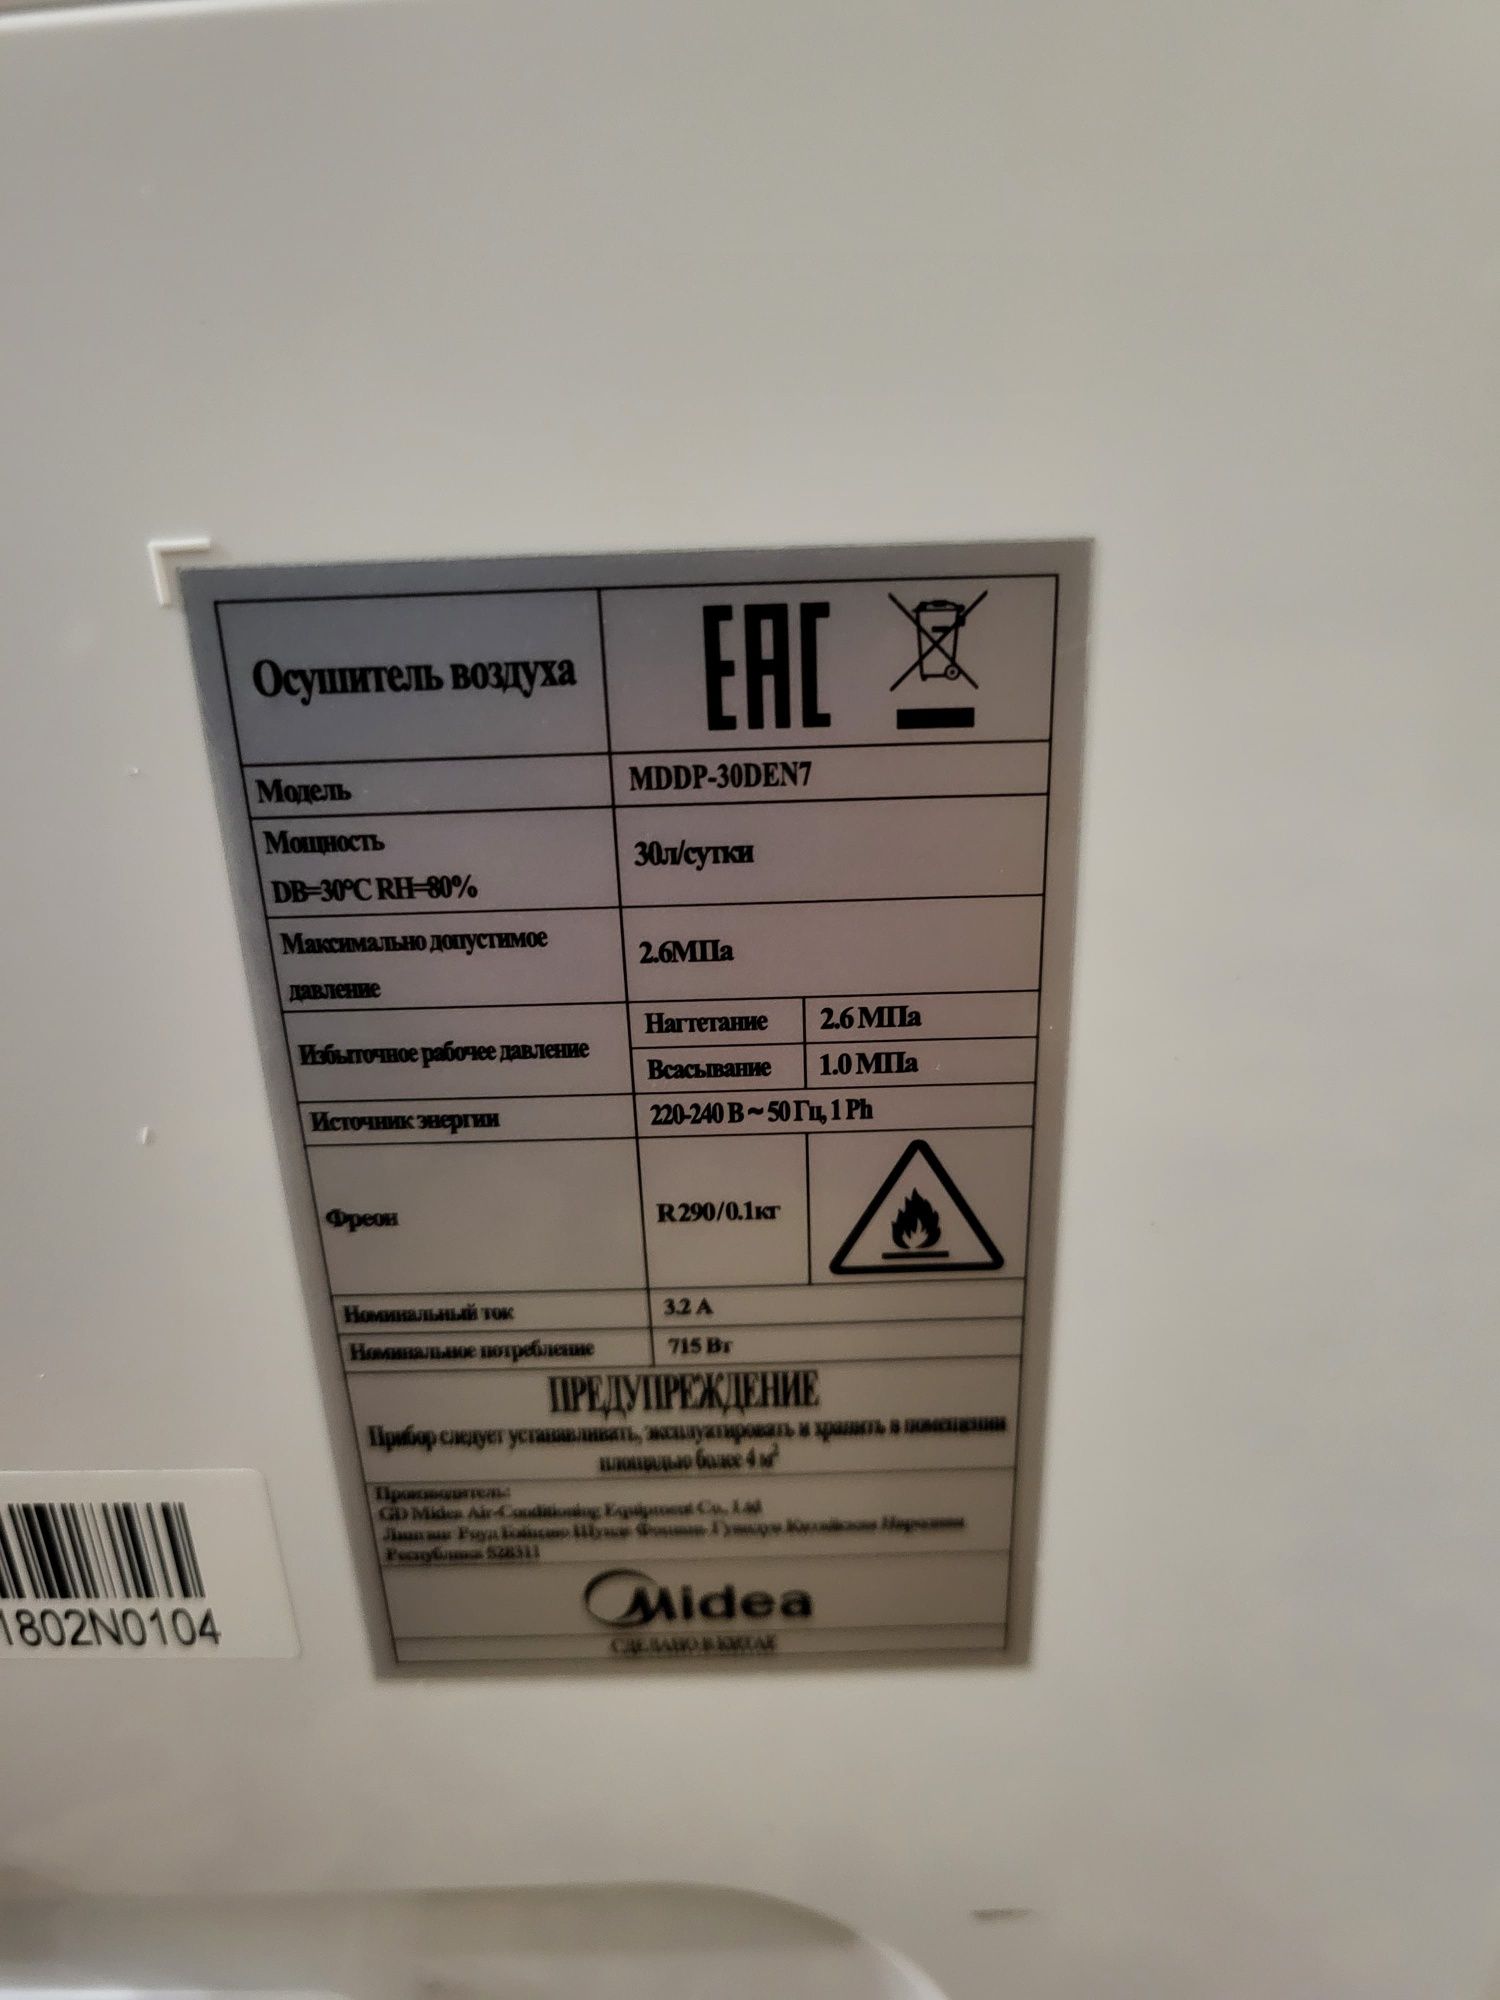 Осушитель воздуха
EAC
Модель MDDP-30DEN7
Мощность
DB=30°C RH=80% 30л/сутки
Максимально допустимое
давление 2.6МПа
Избыточное рабочее давление
Нагтетание 2.6 МПа
Всасывание 1.0 МПа
Источник энергии 220-240 В ~ 50 Гц, 1 Ph
Фреон R290/0.1кг
Номинальный ток 3.2 А
Номинальное потребление 715 Вт
ПРЕДУПРЕЖДЕНИЕ
Прибор следует устанавливать, эксплуатировать и хранить в помещении
площадью более 4 м²
Производитель:
GD Midea Air-Conditioning Equipment Co., Ltd
Республика 528311
Midea
СДЕЛАНО В КИТАЕ
1802N0104